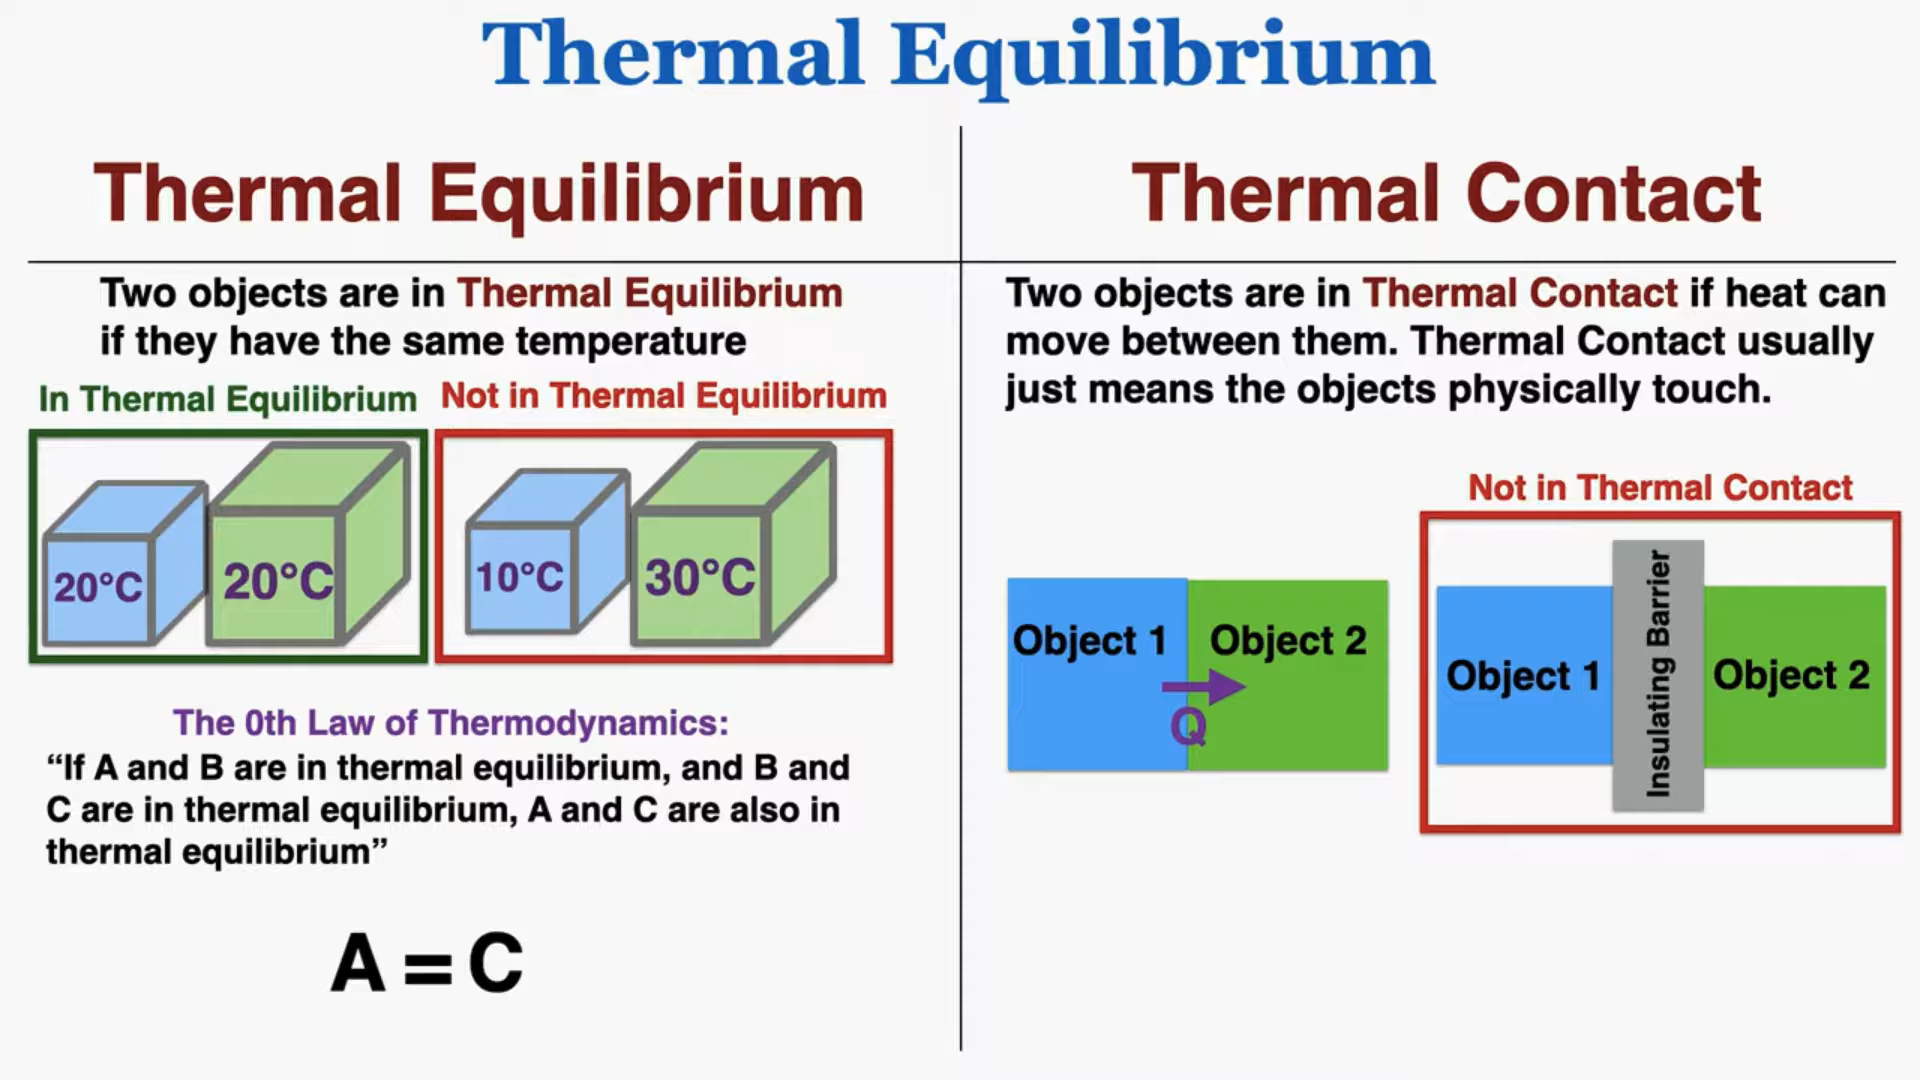 Thermal Equilibrium
Thermal Equilibrium
Two objects are in Thermal Equilibrium
if they have the same temperature
In Thermal Equilibrium
Not in Thermal Equilibrium
20°C
20°C
10°C
30°C
The 0th Law of Thermodynamics:
“If A and B are in thermal equilibrium, and B and
C are in thermal equilibrium, A and C are also in
thermal equilibrium”
A = C
Thermal Contact
Two objects are in Thermal Contact if heat can
move between them. Thermal Contact usually
just means the objects physically touch.
Object 1
Object 2
Q
Not in Thermal Contact
Object 1
Insulating Barrier
Object 2